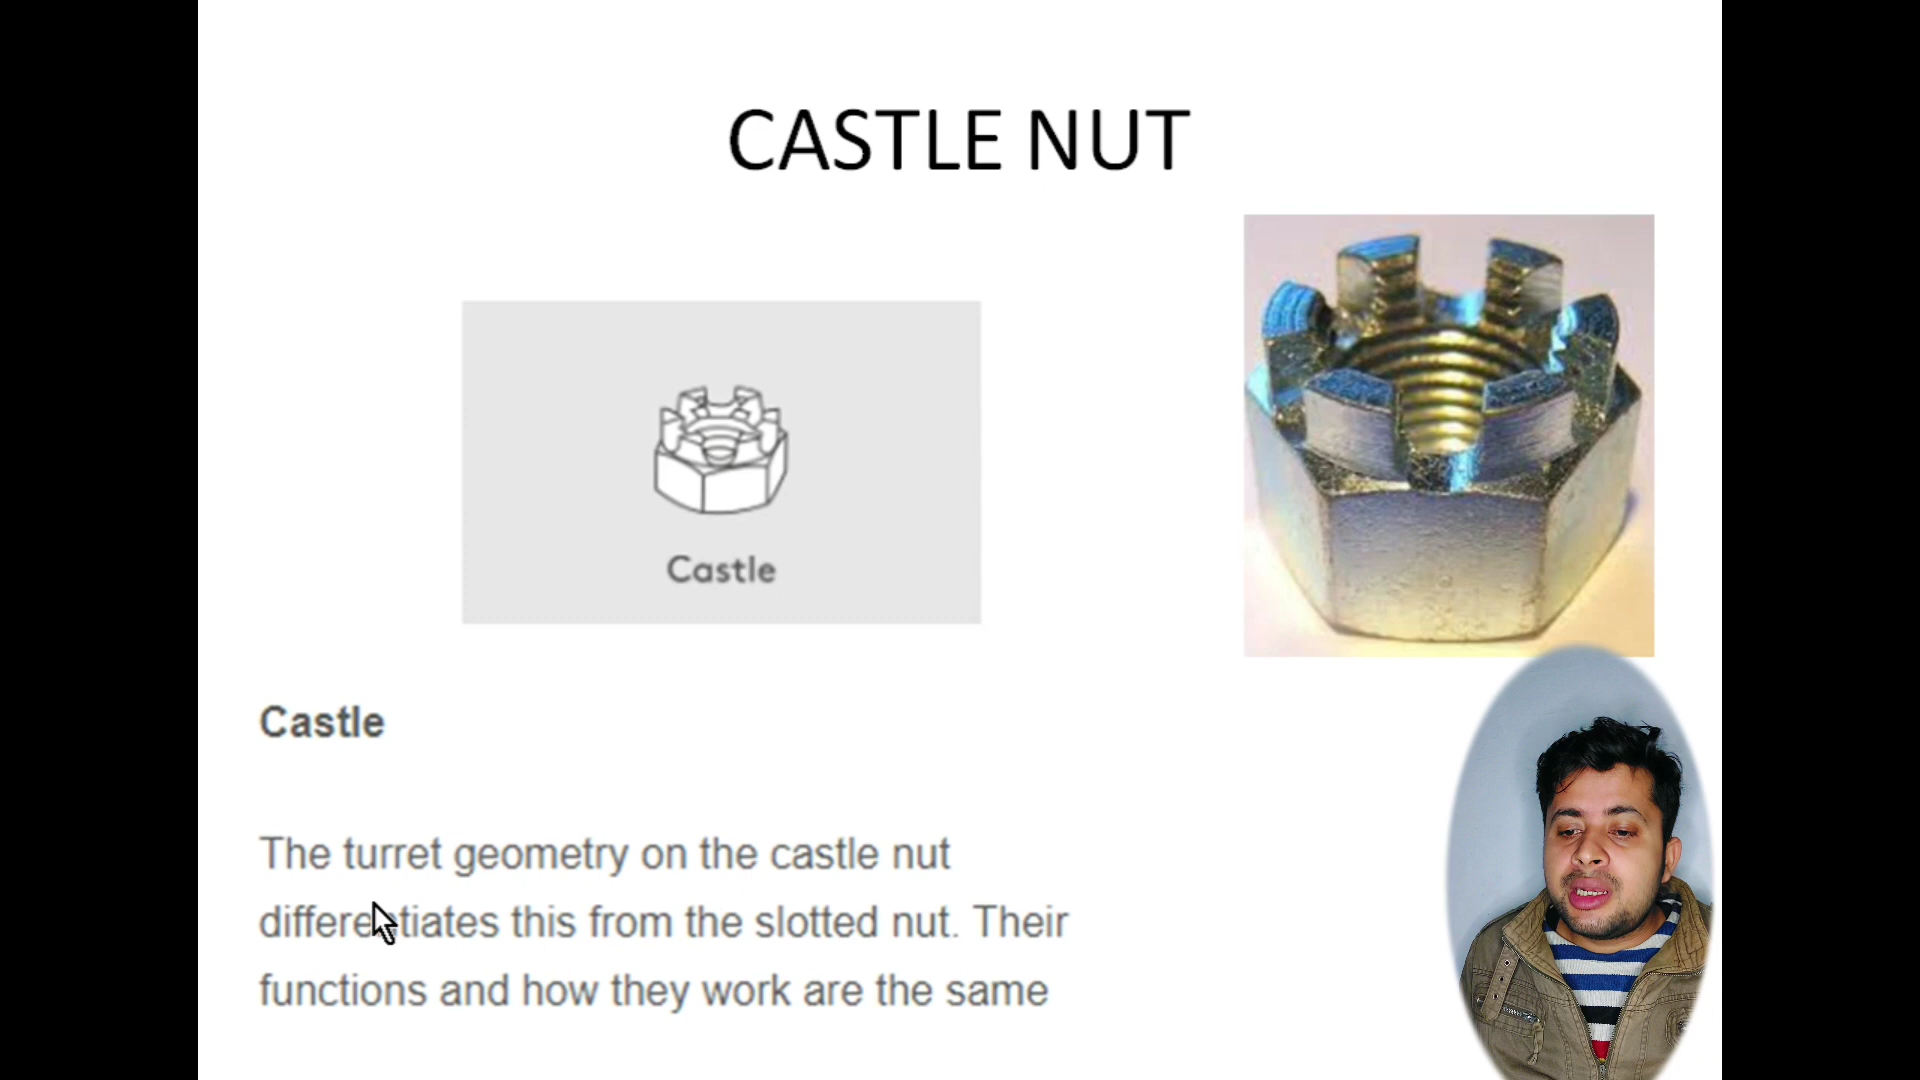 CASTLE NUT
Castle
Castle
The turret geometry on the castle nut
differentiates this from the slotted nut. Their
functions and how they work are the same